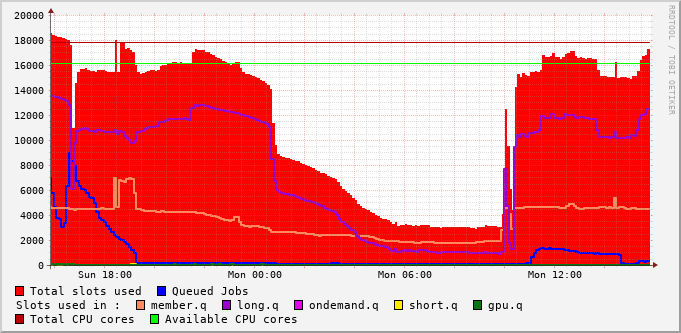 20000
18000
16000
14000
12000
10000
8000
6000
4000
2000
0
Sun 18:00 Mon 00:00 Mon 06:00 Mon 12:00
RRDTOOL / TOBI OETIKER
Total slots used Queued Jobs
Slots used in : member.q long.q ondemand.q short.q gpu.q
Total CPU cores Available CPU cores